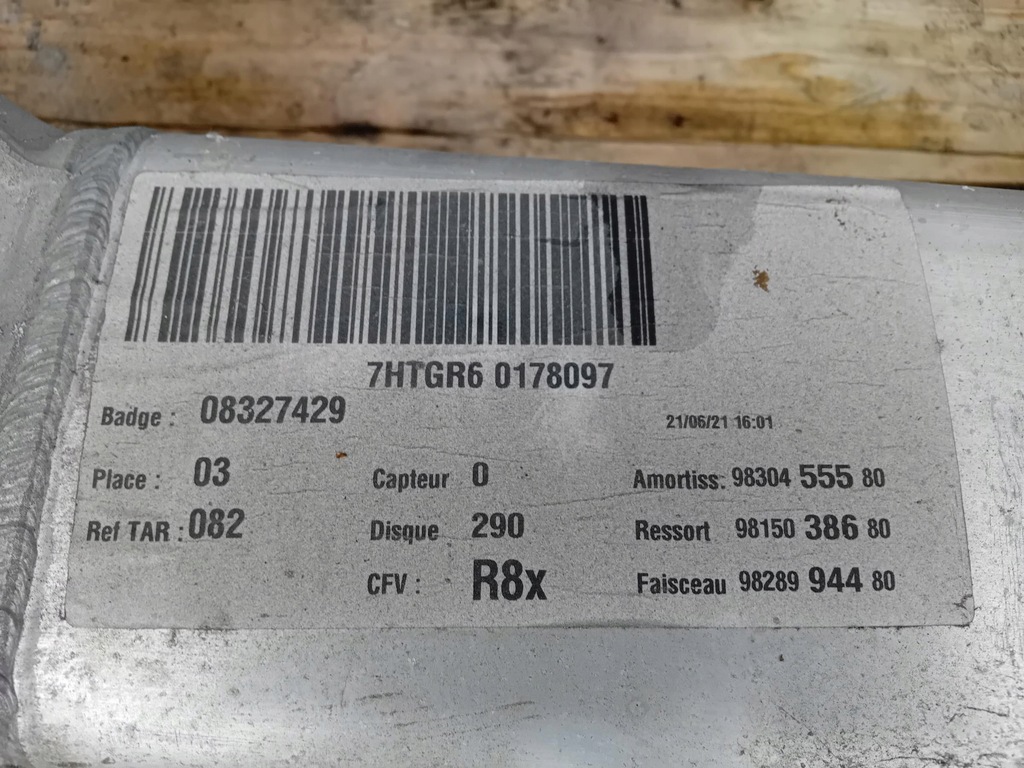 7HTGR6 0178097
Badge : 08327429
21/06/21 16:01
Place : 03 Capteur 0 Amortiss. 98304 555 80
Ref TAR : 082 Disque 290 Ressort 98150 386 80
CFV : R8x Faisceau 98289 944 80